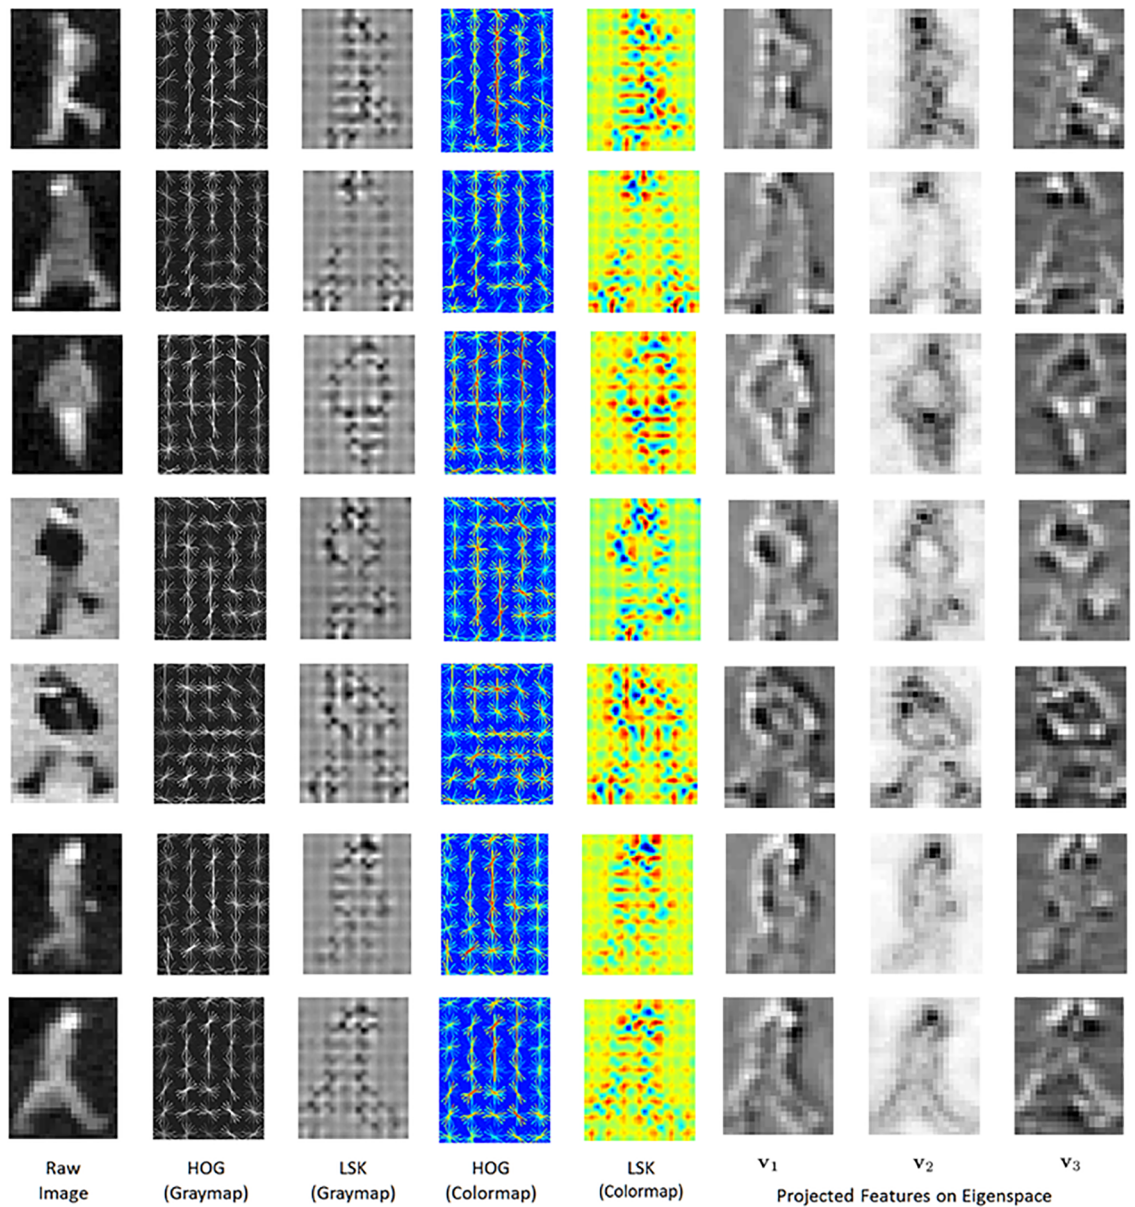 Raw
Image
HOG
(Graymap)
LSK
(Graymap)
HOG
(Colormap)
LSK
(Colormap)
v₁
v₂
v₃
Projected Features on Eigenspace